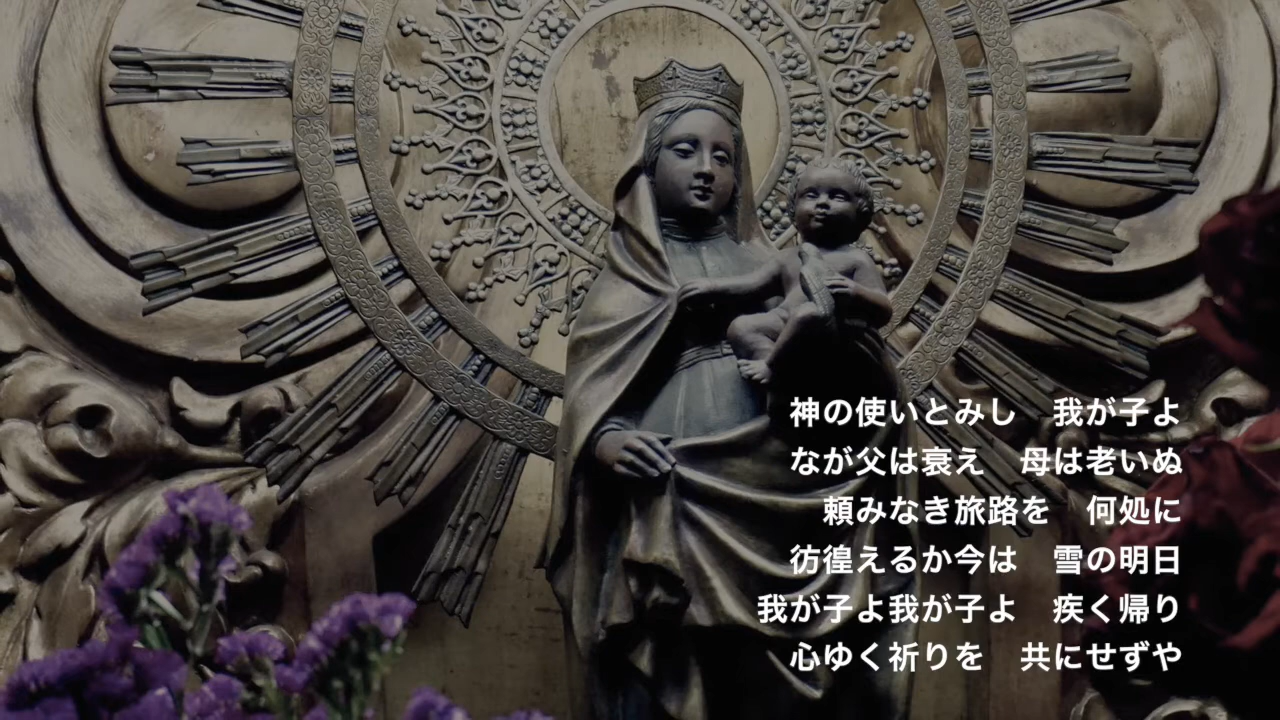 神の使いとみし　我が子よ
なが父は衰え　母は老いぬ
頼みなき旅路を　何処に
彷徨えるか今は　雪の明日
我が子よ我が子よ　疾く帰り
心ゆく祈りを　共にせずや